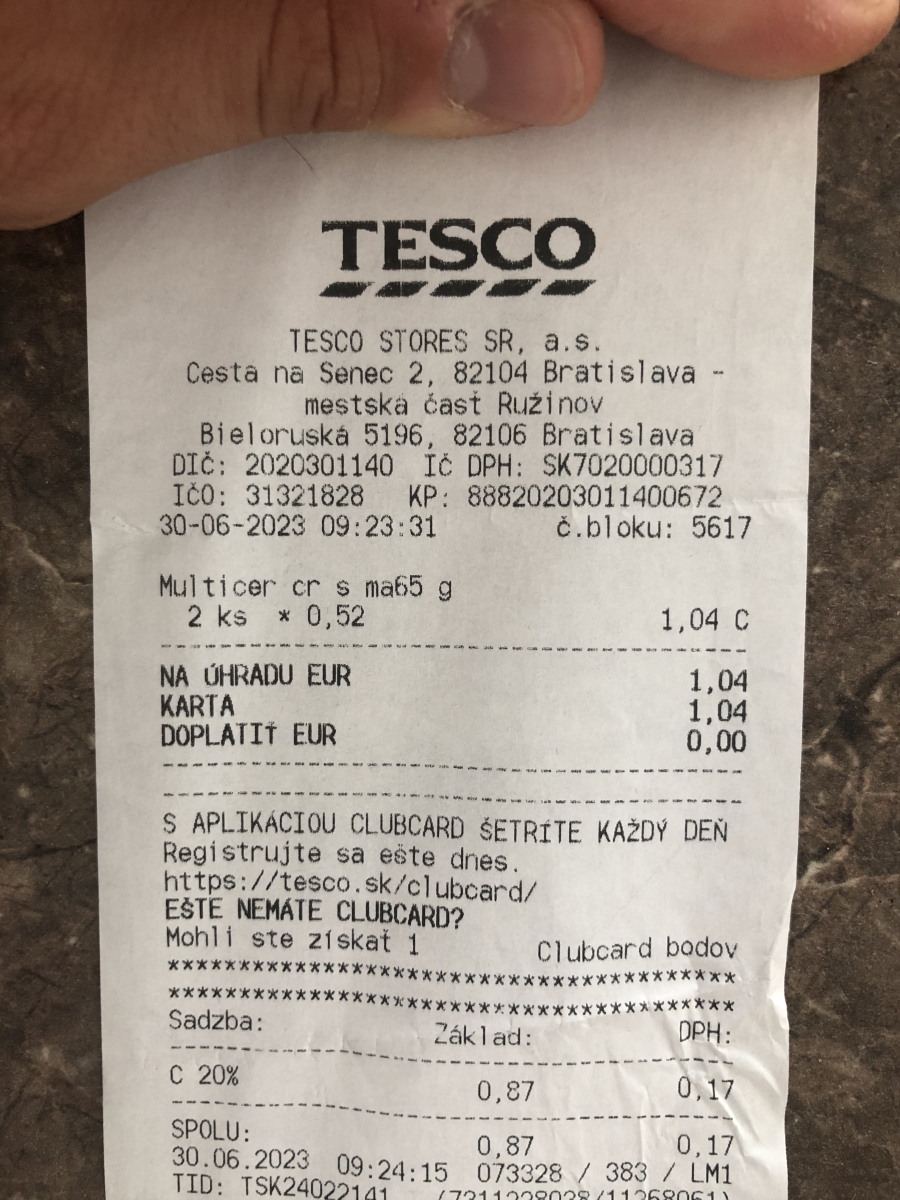 TESCO
TESCO STORES SR, a.s.
Cesta na Senec 2, 82104 Bratislava -
mestská časť Ružinov
Bieloruská 5196, 82106 Bratislava
DIČ: 2020301140 IČ DPH: SK7020000317
IČO: 31321828 KP: 88820203011400672
30-06-2023 09:23:31 č.bloku: 5617
Multicer cr s ma65 g
2 ks * 0,52 1,04 C
NA ÚHRADU EUR 1,04
KARTA 1,04
DOPLATIŤ EUR 0,00
S APLIKÁCIOU CLUBCARD ŠETRÍTE KAŽDÝ DEŇ
Registrujte sa ešte dnes.
https://tesco.sk/clubcard/
EŠTE NEMÁTE CLUBCARD?
Mohli ste získať 1 Clubcard bodov
****************************************
****************************************
Sadzba: Základ: DPH:
C 20% 0,87 0,17
SPOLU: 0,87 0,17
30.06.2023 09:24:15 073328 / 383 / LM1
TID: TSK24022141